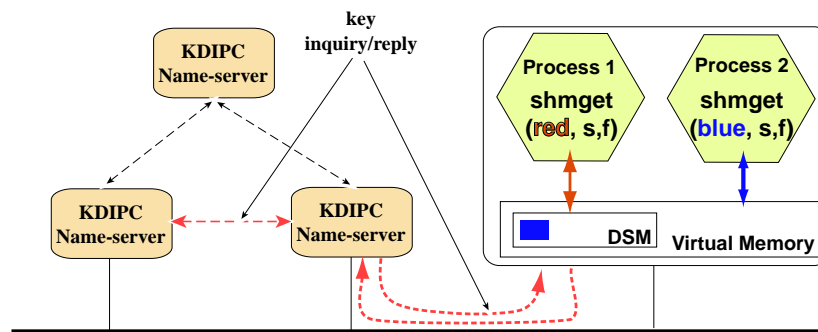 key
inquiry/reply
KDIPC
Name-server
Process 1
shmget
(red, s,f)
Process 2
shmget
(blue, s,f)
KDIPC
Name-server
KDIPC
Name-server
DSM
Virtual Memory